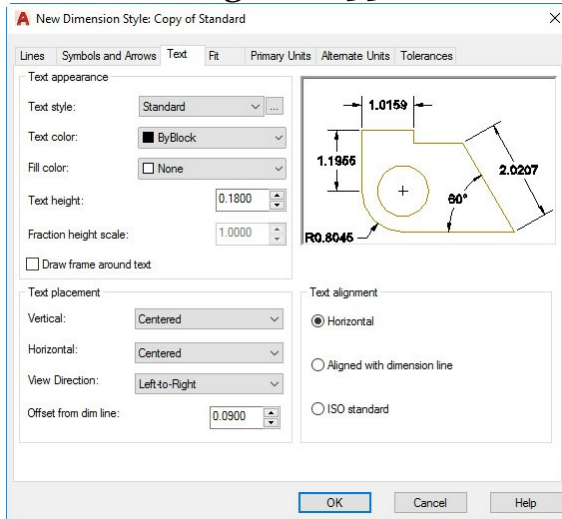 New Dimension Style: Copy of Standard
Lines Symbols and Arrows Text Fit Primary Units Alternate Units Tolerances
Text appearance
Text style: Standard ...
Text color: ByBlock
Fill color: None
Text height: 0.1800
Fraction height scale: 1.0000
Draw frame around text
1.0159
1.1955
2.0207
60°
R0.8045
Text placement
Vertical: Centered
Horizontal: Centered
View Direction: Left-to-Right
Offset from dim line: 0.0900
Text alignment
Horizontal
Aligned with dimension line
ISO standard
OK Cancel Help